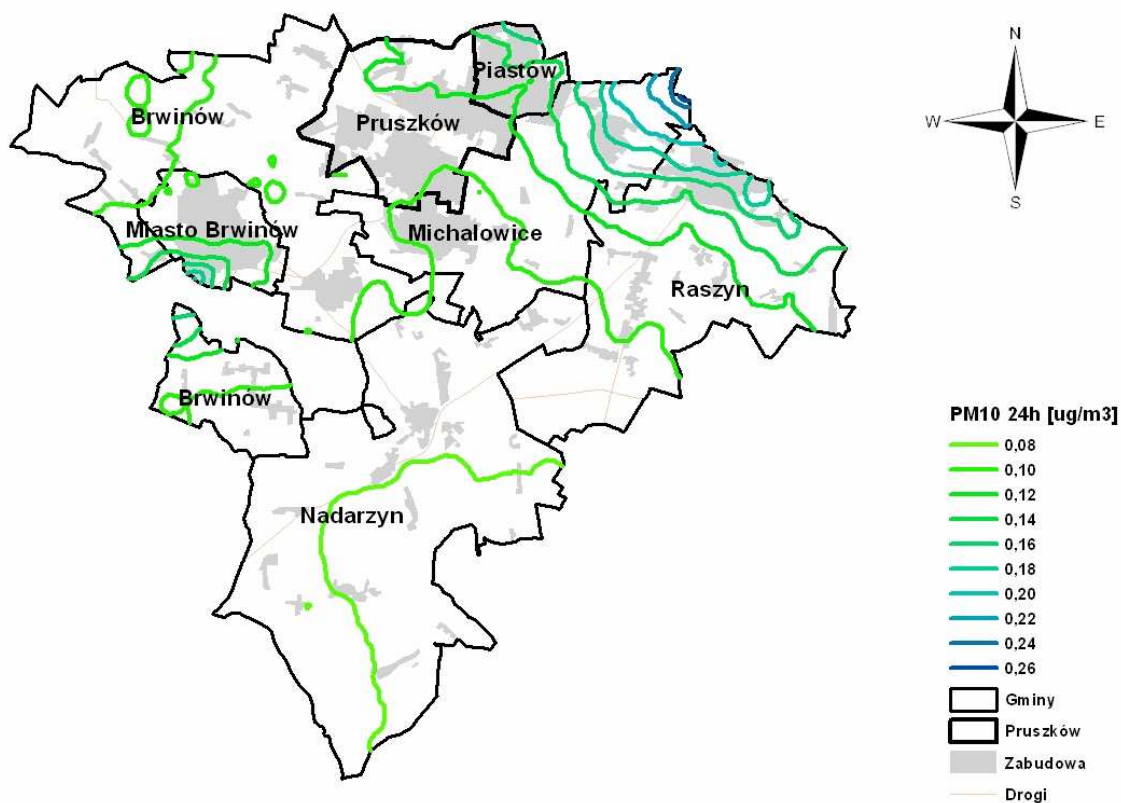 N
W
E
S
Piastów
Brwinów
Pruszków
Miasto Brwinów
Michalowice
Raszyn
Brwinów
Nadarzyn
PM10 24h [ug/m3]
0,08
0,10
0,12
0,14
0,16
0,18
0,20
0,22
0,24
0,26
Gminy
Pruszków
Zabudowa
Drogi